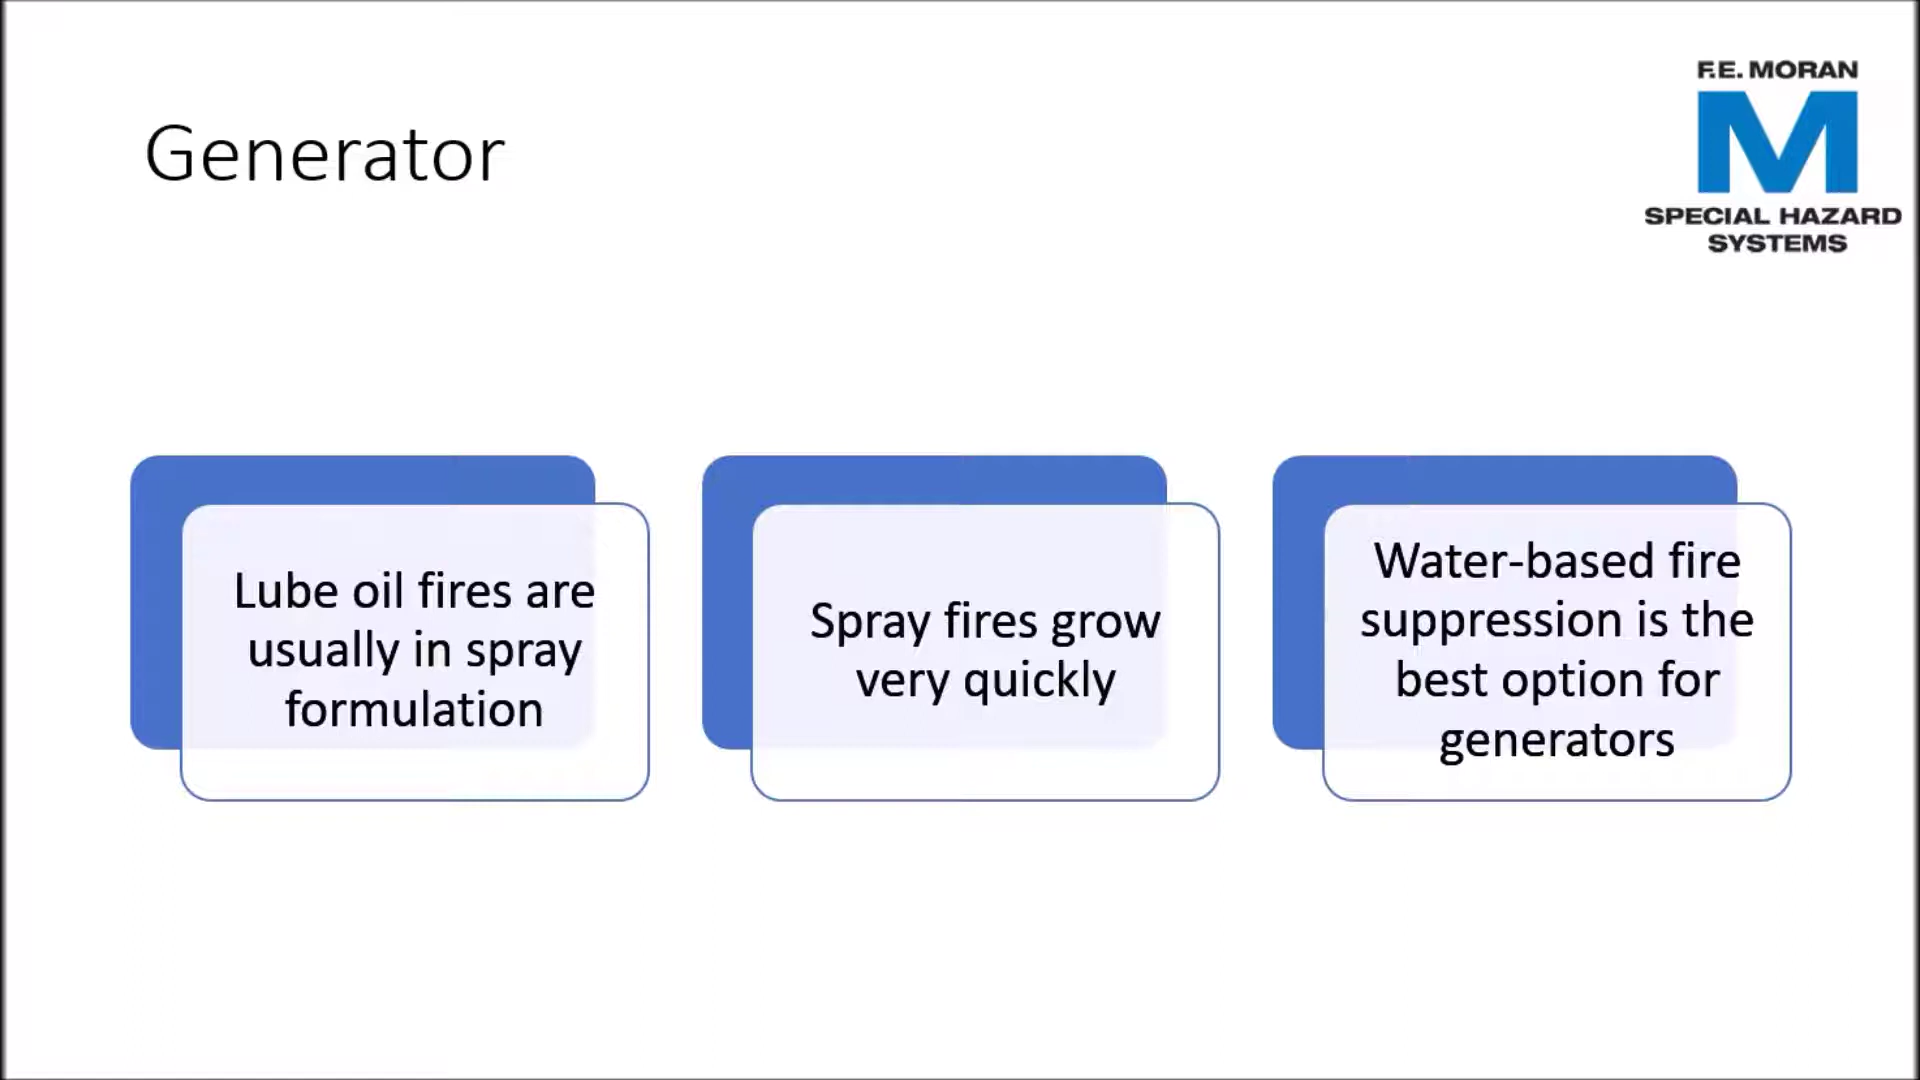 F.E. MORAN
M
SPECIAL HAZARD
SYSTEMS
Generator
Lube oil fires are
usually in spray
formulation
Spray fires grow
very quickly
Water-based fire
suppression is the
best option for
generators